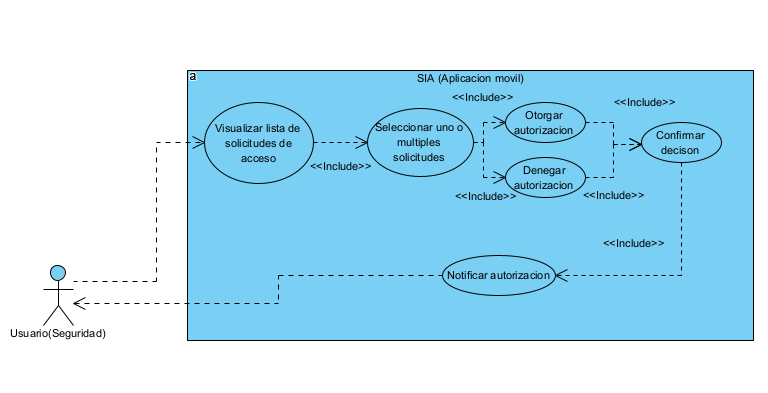 a
SIA (Aplicacion movil)
<<Include>>
<<Include>>
Visualizar lista de
solicitudes de
acceso
Seleccionar uno o
multiples
solicitudes
Otorgar
autorizacion
Confirmar
decison
<<Include>>
Denegar
autorizacion
<<Include>>
<<Include>>
<<Include>>
Notificar autorizacion
Usuario(Seguridad)